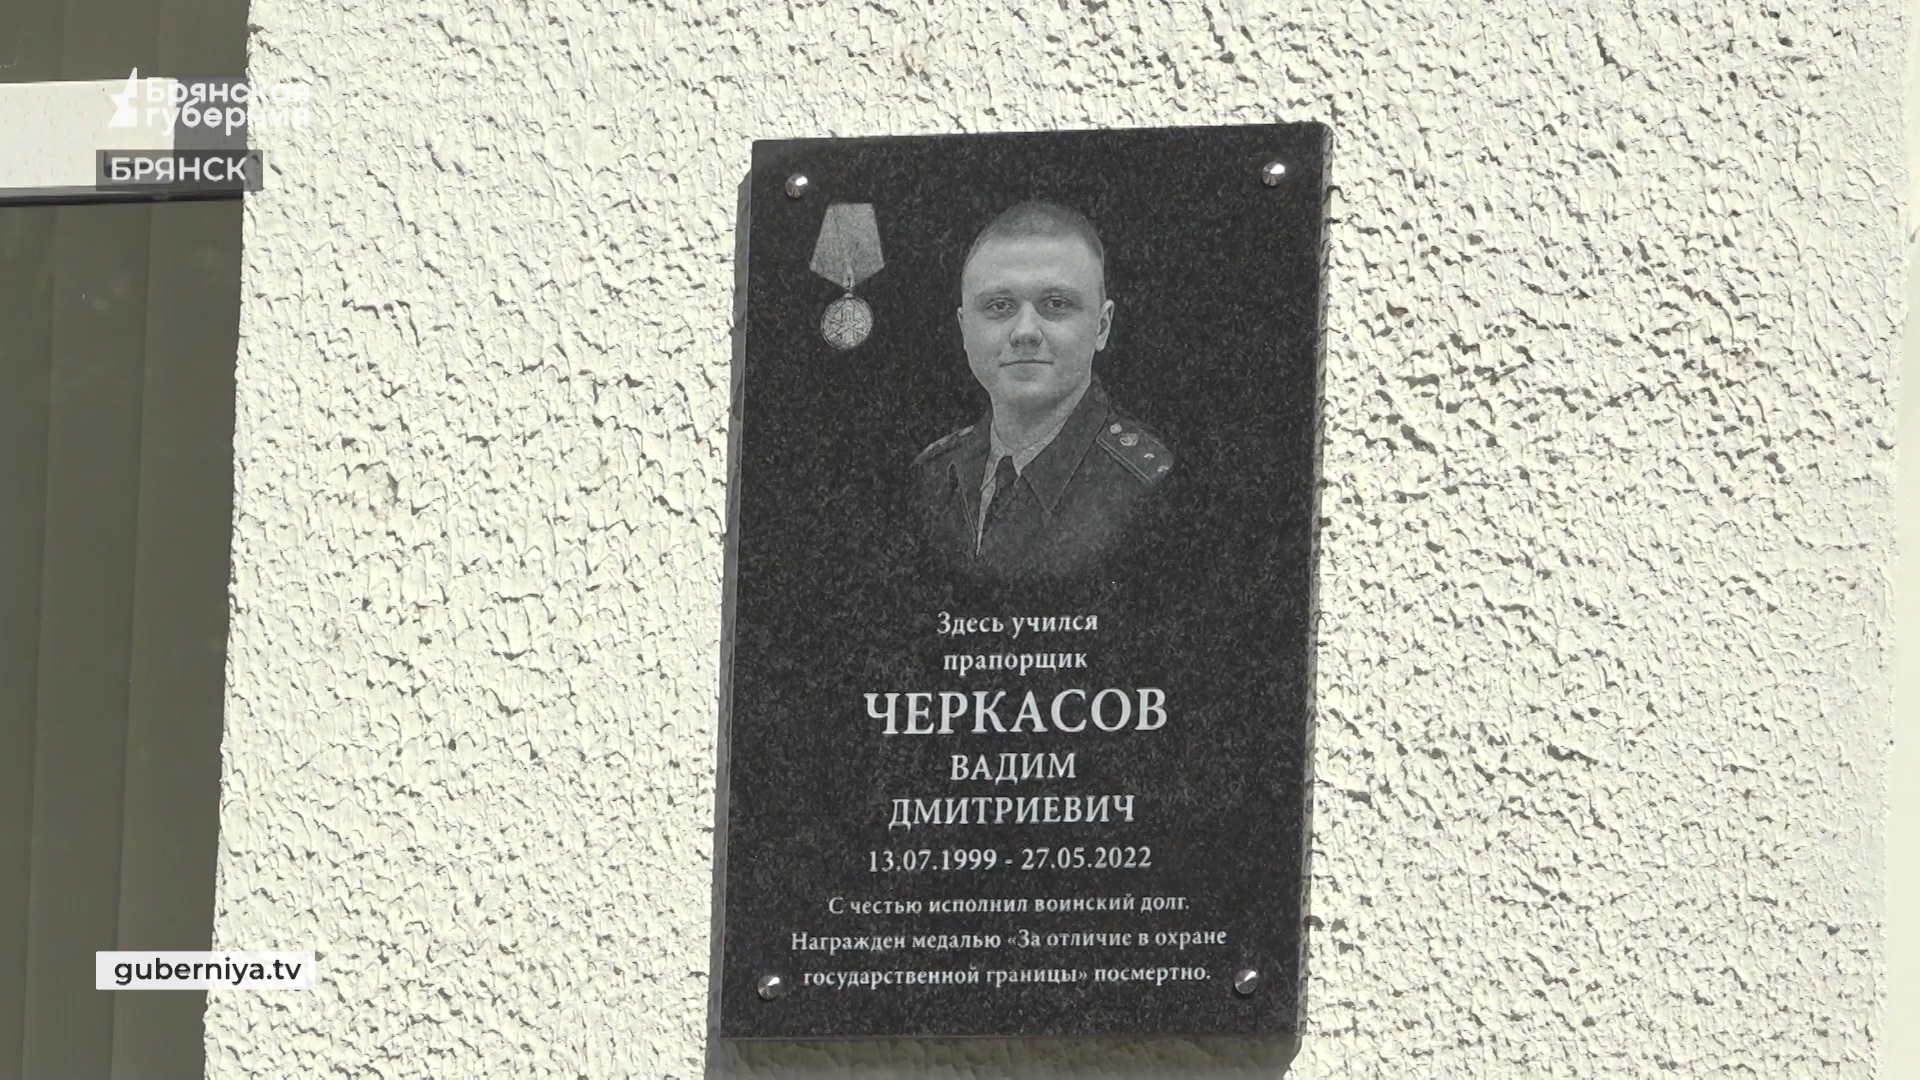 Брянская
губерния
БРЯНСК
Здесь учился
прапорщик
ЧЕРКАСОВ
ВАДИМ
ДМИТРИЕВИЧ
13.07.1999 - 27.05.2022
С честью исполнил воинский долг.
Награжден медалью «За отличие в охране
государственной границы» посмертно.
guberniya.tv